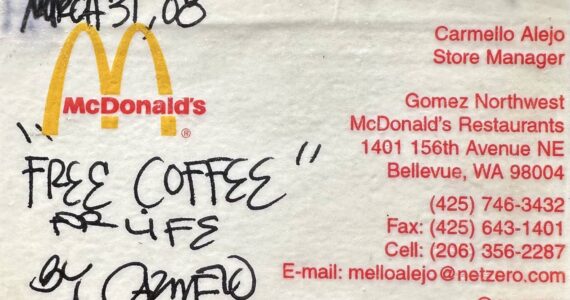 MARCH 31, 08
McDonald's®
"FREE COFFEE"
FOR LIFE
BY CARMELO
Carmello Alejo
Store Manager
Gomez Northwest
McDonald's Restaurants
1401 156th Avenue NE
Bellevue, WA 98004
(425) 746-3432
Fax: (425) 643-1401
Cell: (206) 356-2287
E-mail: melloalejo@netzero.com